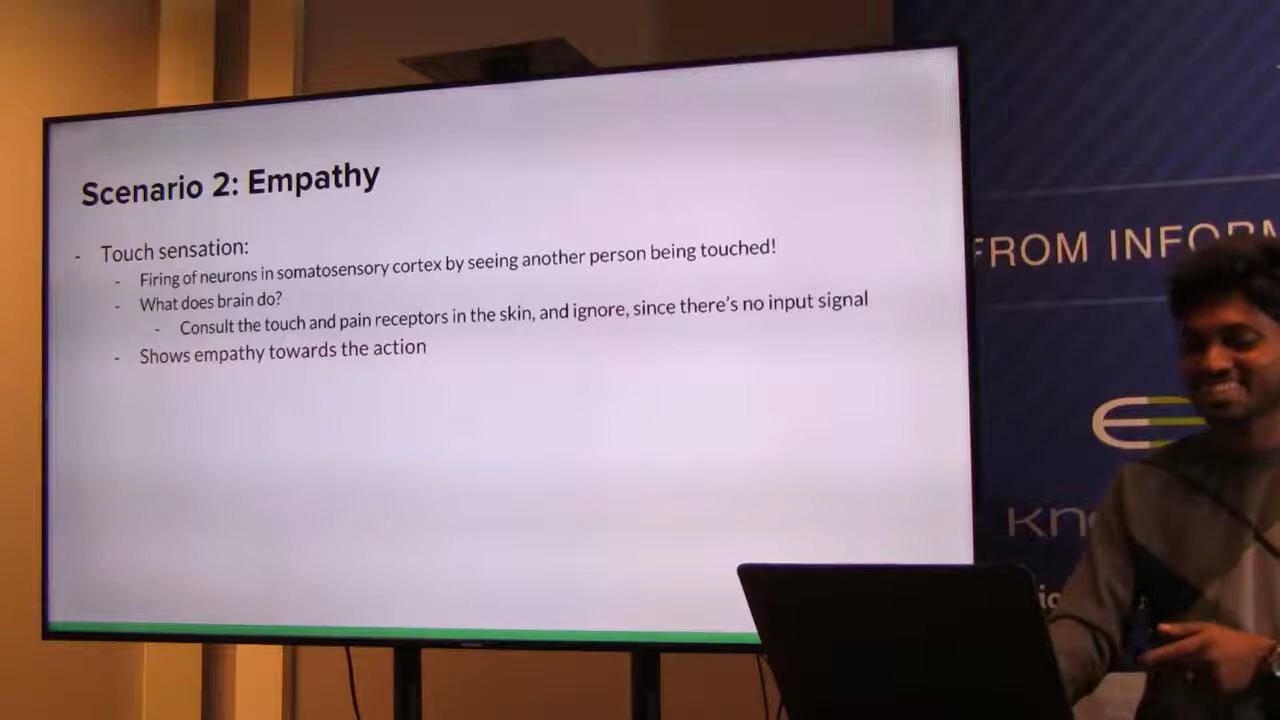 Scenario 2: Empathy
- Touch sensation:
- Firing of neurons in somatosensory cortex by seeing another person being touched!
- What does brain do?
- Consult the touch and pain receptors in the skin, and ignore, since there's no input signal
- Shows empathy towards the action
FROM